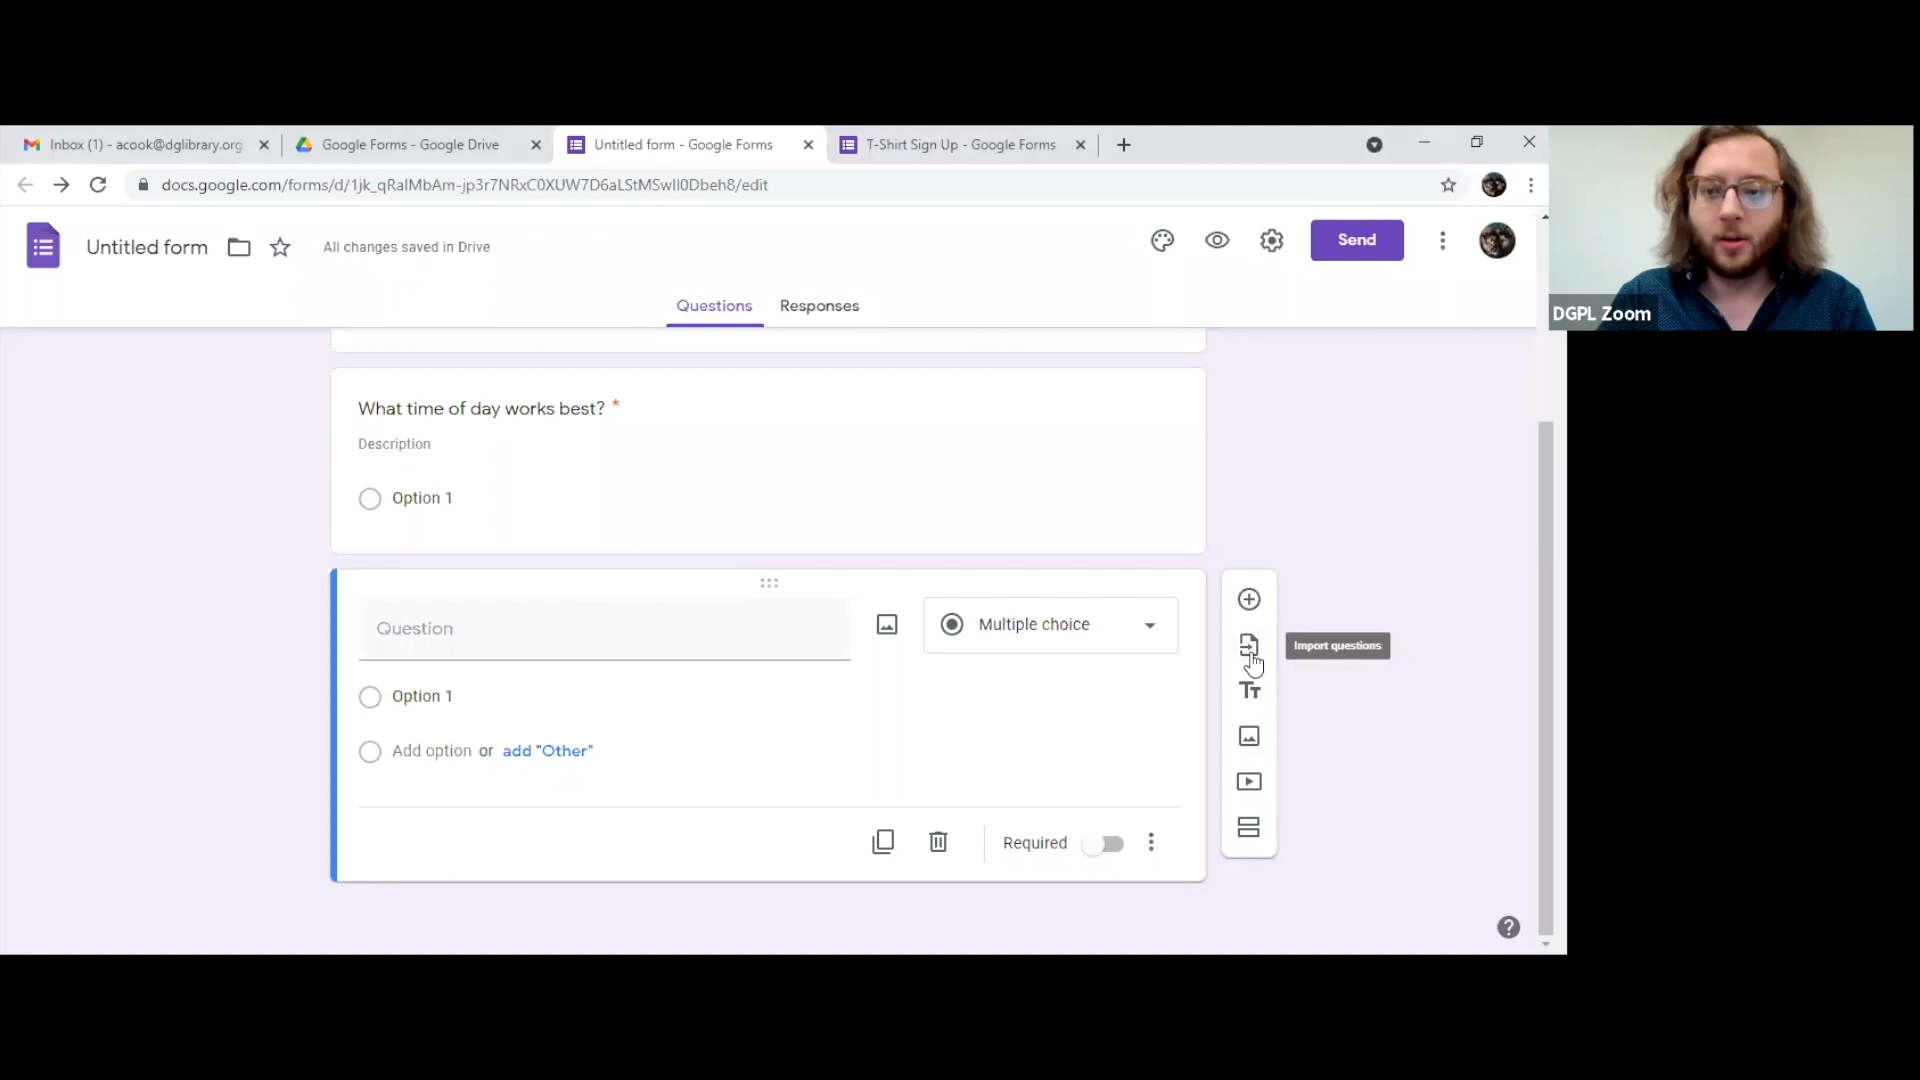 Inbox (1) - acook@dglibrary.org
Google Forms - Google Drive
Untitled form - Google Forms
T-Shirt Sign Up - Google Forms
docs.google.com/forms/d/1jk_qRalMbAm-jp3r7NRxC0XUW7D6aLStMSwIl0Dbeh8/edit
Untitled form
All changes saved in Drive
Send
Questions
Responses
DGPL Zoom
What time of day works best? *
Description
Option 1
Question
Multiple choice
Import questions
Tт
Option 1
Add option or add "Other"
Required